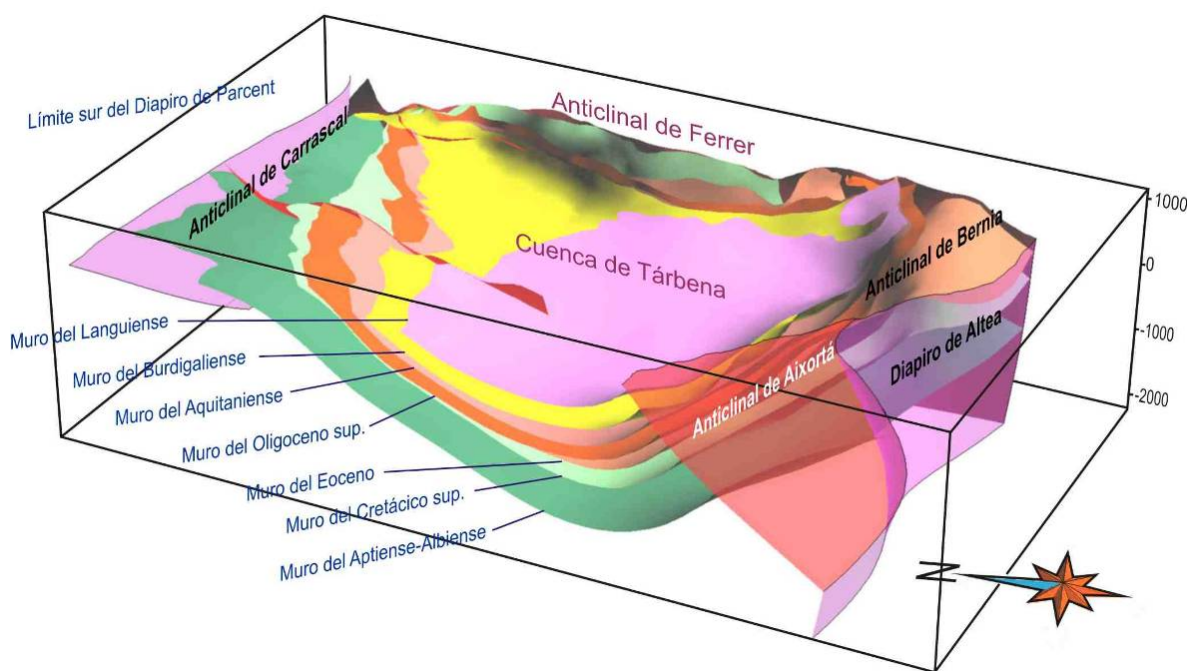 Límite sur del Diapiro de Parcent
Anticlinal de Carrascal
Anticlinal de Ferrer
Anticlinal de Bernia
Cuenca de Tárbena
Diapiro de Altea
Anticlinal de Aixortá
1000
0
-1000
-2000
Muro del Languiense
Muro del Burdigaliense
Muro del Aquitaniense
Muro del Oligoceno sup.
Muro del Eoceno
Muro del Cretácico sup.
Muro del Aptiense-Albiense
N